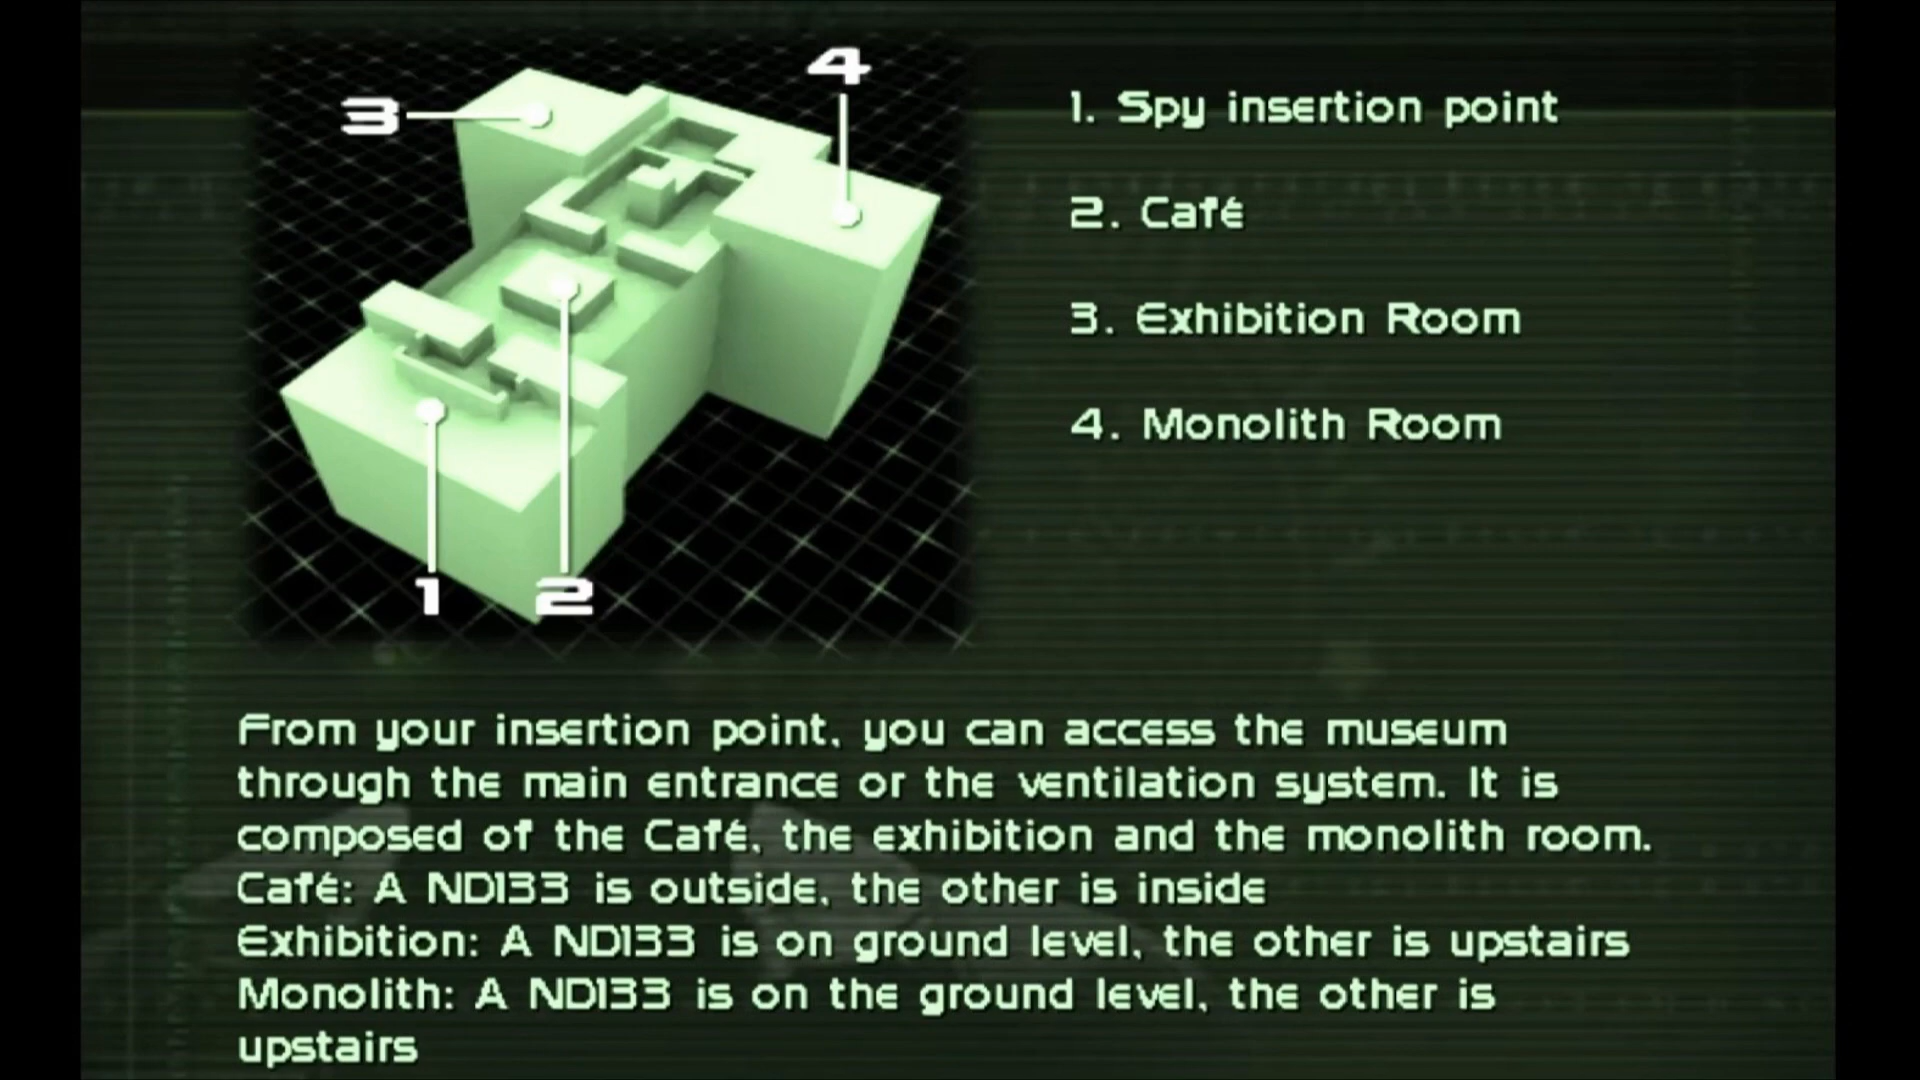 3
4
1
2
1. Spy insertion point
2. Café
3. Exhibition Room
4. Monolith Room
From your insertion point, you can access the museum
through the main entrance or the ventilation system. It is
composed of the Café, the exhibition and the monolith room.
Café: A ND133 is outside, the other is inside
Exhibition: A ND133 is on ground level, the other is upstairs
Monolith: A ND133 is on the ground level, the other is
upstairs